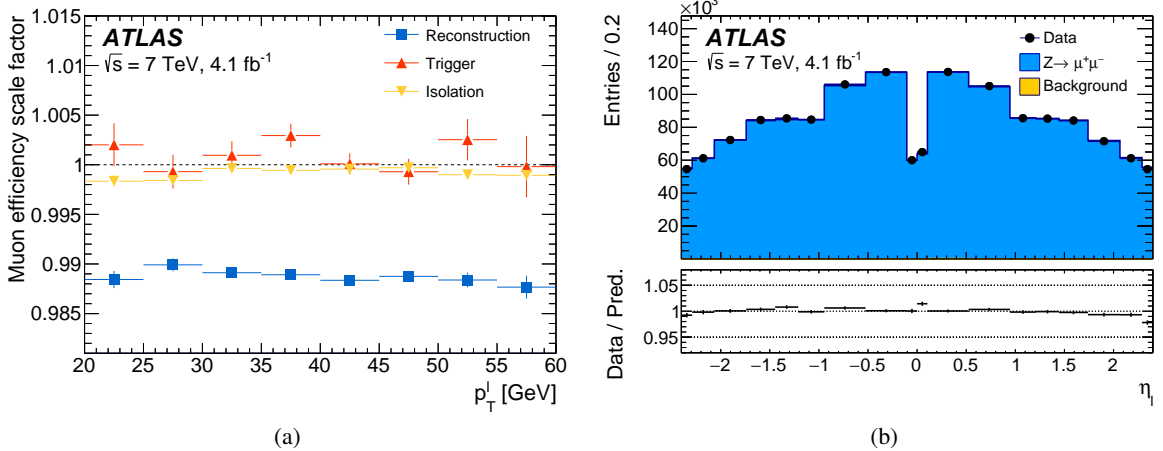 Muon efficiency scale factor
1.015
1.01
1.005
1
0.995
0.99
0.985
ATLAS
√s = 7 TeV, 4.1 fb⁻¹
Reconstruction
Trigger
Isolation
20 25 30 35 40 45 50 55 60
p_T^l [GeV]
(a)
×10³
Entries / 0.2
140
120
100
80
60
40
20
ATLAS
√s = 7 TeV, 4.1 fb⁻¹
Data
Z→ μ⁺μ⁻
Background
Data / Pred.
1.05
1
0.95
−2 −1.5 −1 −0.5 0 0.5 1 1.5 2
η_l
(b)